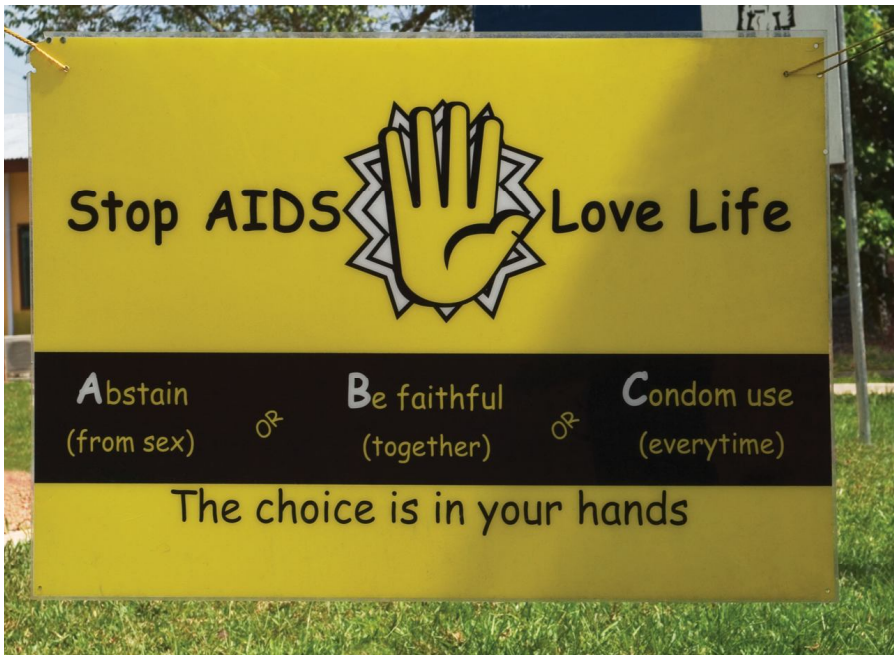 Stop AIDS Love Life
Abstain OR Be faithful OR Condom use
(from sex) (together) (everytime)
The choice is in your hands